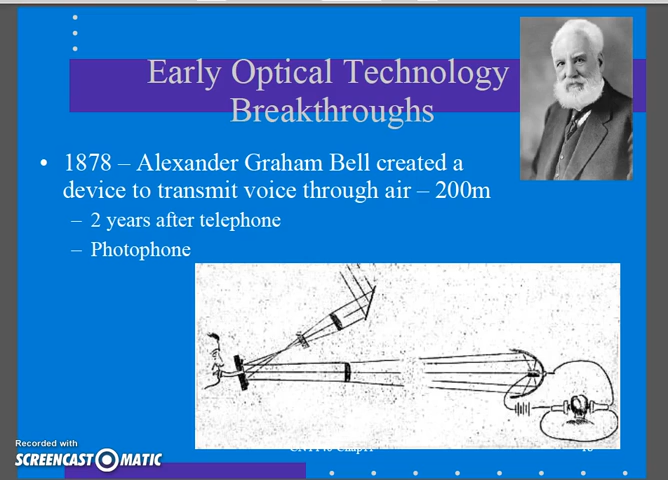 Early Optical Technology
Breakthroughs
• 1878 – Alexander Graham Bell created a
device to transmit voice through air – 200m
– 2 years after telephone
– Photophone
Recorded with
SCREENCAST-O-MATIC